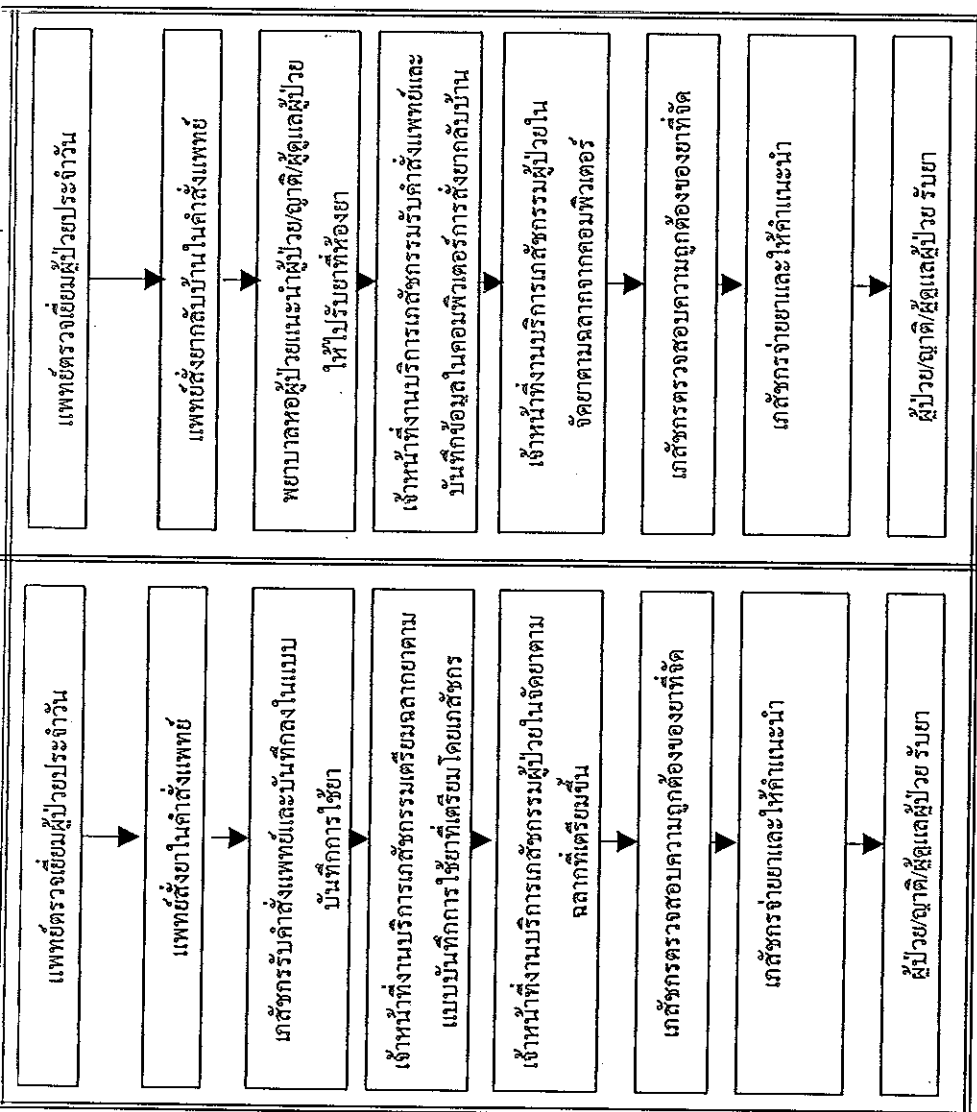 แพทย์ตรวจเยี่ยมผู้ป่วยประจำวัน
แพทย์สั่งยาในคำสั่งแพทย์
เภสัชกรรับคำสั่งแพทย์และบันทึกลงในแบบ
บันทึกการใช้ยา
เจ้าหน้าที่งานบริการเภสัชกรรมเตรียมฉลากยาตาม
แบบบันทึกการใช้ยาที่เตรียมโดยเภสัชกร
เจ้าหน้าที่งานบริการเภสัชกรรมผู้ป่วยในจัดยาตาม
ฉลากที่เตรียมขึ้น
เภสัชกรตรวจสอบความถูกต้องของยาที่จัด
เภสัชกรจ่ายยาและให้คำแนะนำ
ผู้ป่วย/ญาติ/ผู้ดูแลผู้ป่วย รับยา
แพทย์ตรวจเยี่ยมผู้ป่วยประจำวัน
แพทย์สั่งยากลับบ้านในคำสั่งแพทย์
พยาบาลหอผู้ป่วยแนะนำผู้ป่วย/ญาติ/ผู้ดูแลผู้ป่วย
ให้ไปรับยาที่ห้องยา
เจ้าหน้าที่งานบริการเภสัชกรรมรับคำสั่งแพทย์และ
บันทึกข้อมูลในคอมพิวเตอร์การสั่งยากลับบ้าน
เจ้าหน้าที่งานบริการเภสัชกรรมผู้ป่วยใน
จัดยาตามฉลากจากคอมพิวเตอร์
เภสัชกรตรวจสอบความถูกต้องของยาที่จัด
เภสัชกรจ่ายยาและให้คำแนะนำ
ผู้ป่วย/ญาติ/ผู้ดูแลผู้ป่วย รับยา